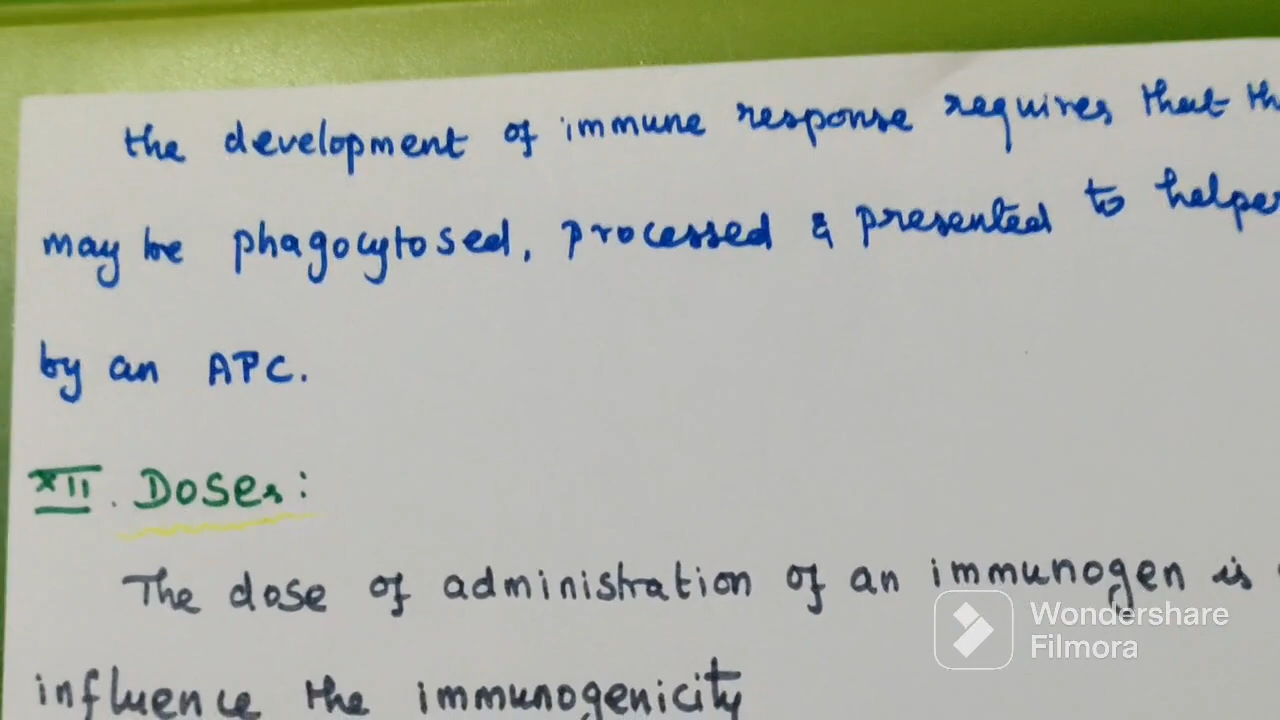 the development of immune response requires that th
may be phagocytosed, processed & presented to helper
by an APC.
XII. Doses:
The dose of administration of an immunogen is
influence the immunogenicity
Wondershare
Filmora